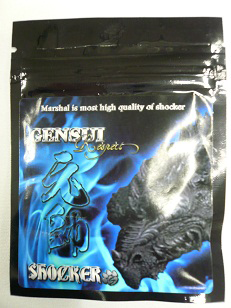 Marshal is most high quality of shocker
GENSUI
元帥
SHOCKER